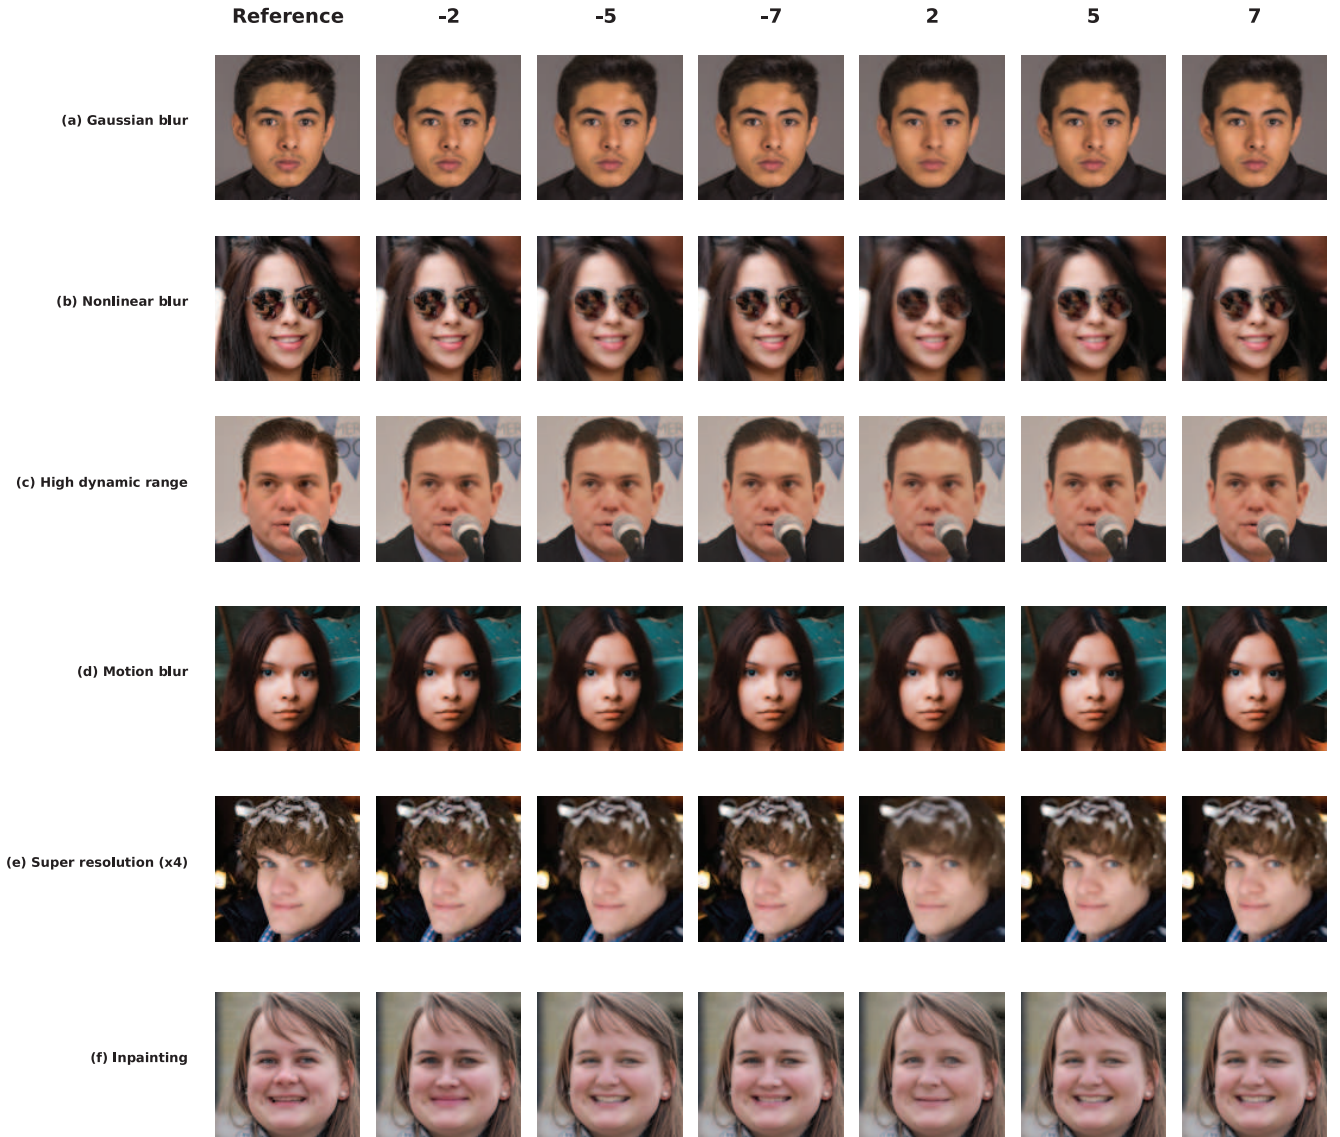 Reference -2 -5 -7 2 5 7
(a) Gaussian blur
(b) Nonlinear blur
(c) High dynamic range
(d) Motion blur
(e) Super resolution (x4)
(f) Inpainting